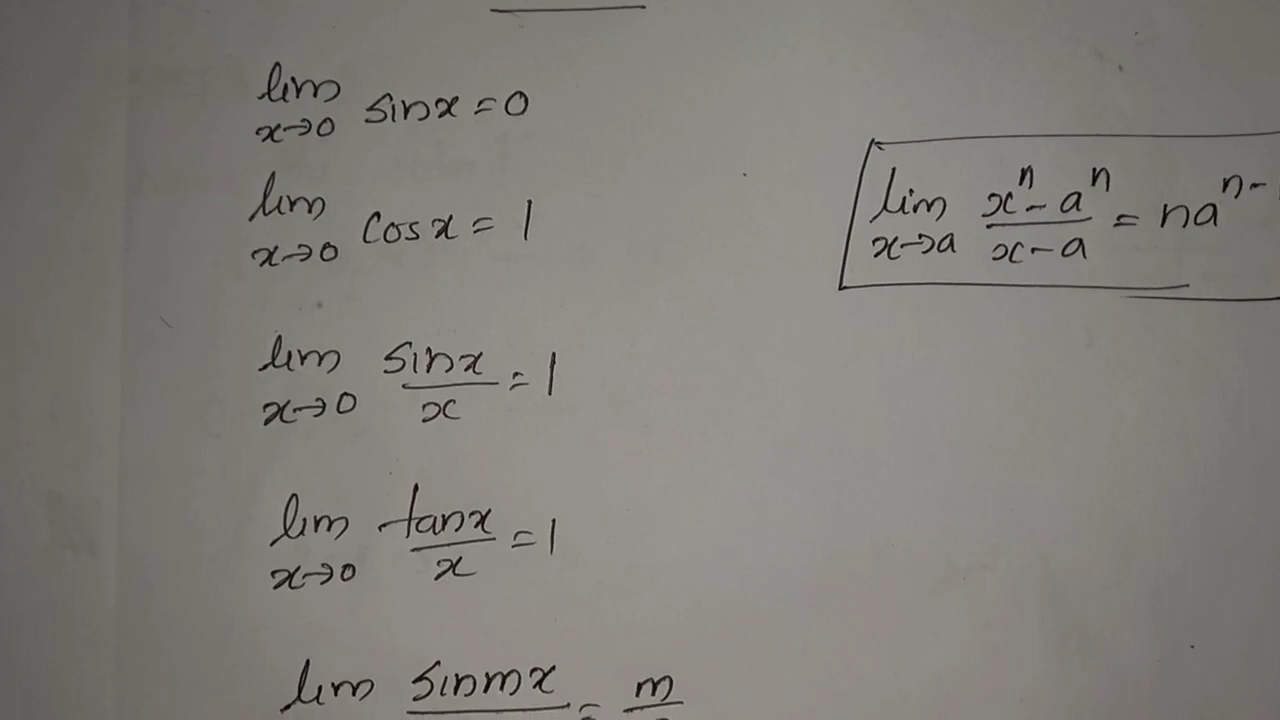 lim x→0 sinx = 0
lim x→0 cosx = 1
lim x→0 sinx/x = 1
lim x→0 tanx/x = 1
lim sinmx = m
lim x→a xⁿ - aⁿ / x - a = naⁿ⁻